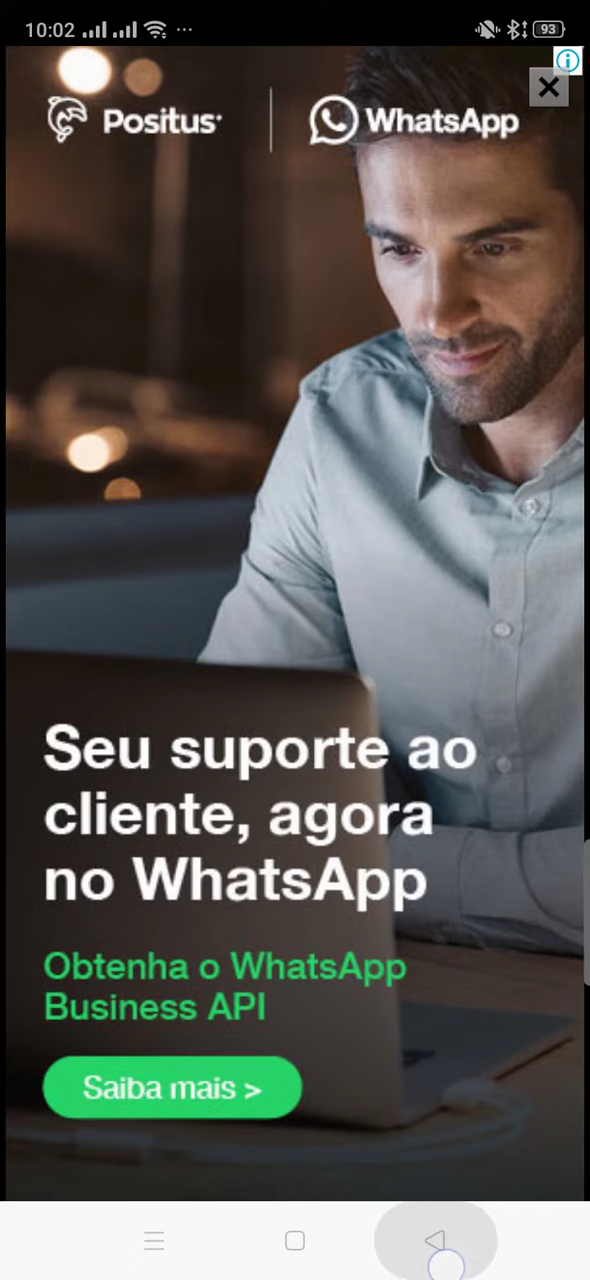 10:02 93
Positus WhatsApp
Seu suporte ao
cliente, agora
no WhatsApp
Obtenha o WhatsApp
Business API
Saiba mais >